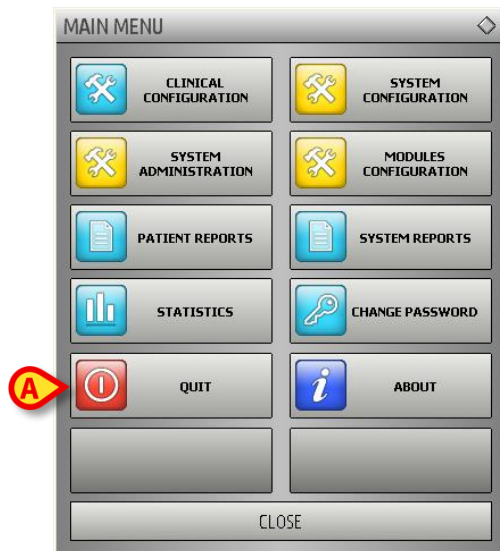 MAIN MENU
CLINICAL
CONFIGURATION
SYSTEM
CONFIGURATION
SYSTEM
ADMINISTRATION
MODULES
CONFIGURATION
PATIENT REPORTS
SYSTEM REPORTS
STATISTICS
CHANGE PASSWORD
A
QUIT
i
ABOUT
CLOSE